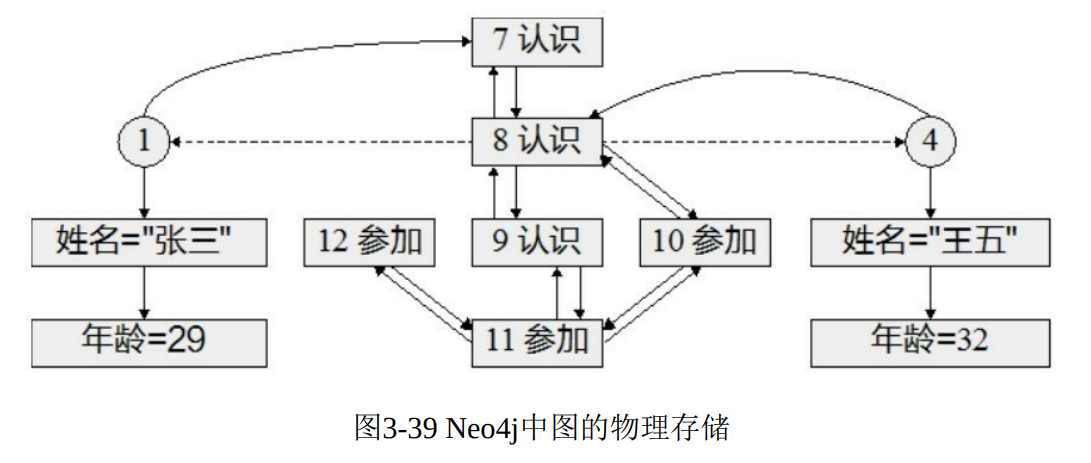 7 认识
1
8 认识
4
姓名="张三"
12 参加
9 认识
10 参加
姓名="王五"
年龄=29
11 参加
年龄=32
图3-39 Neo4j中图的物理存储